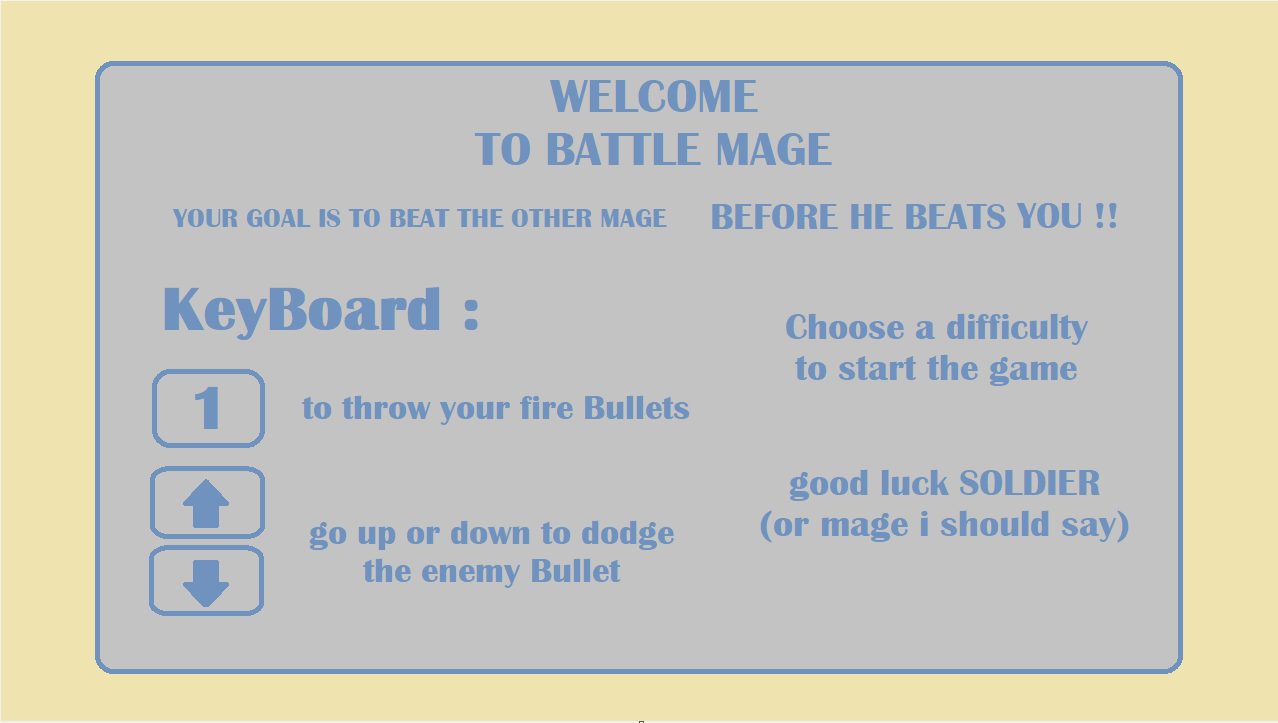 WELCOME
TO BATTLE MAGE
YOUR GOAL IS TO BEAT THE OTHER MAGE BEFORE HE BEATS YOU !!
KeyBoard :
1 to throw your fire Bullets
go up or down to dodge
the enemy Bullet
Choose a difficulty
to start the game
good luck SOLDIER
(or mage i should say)